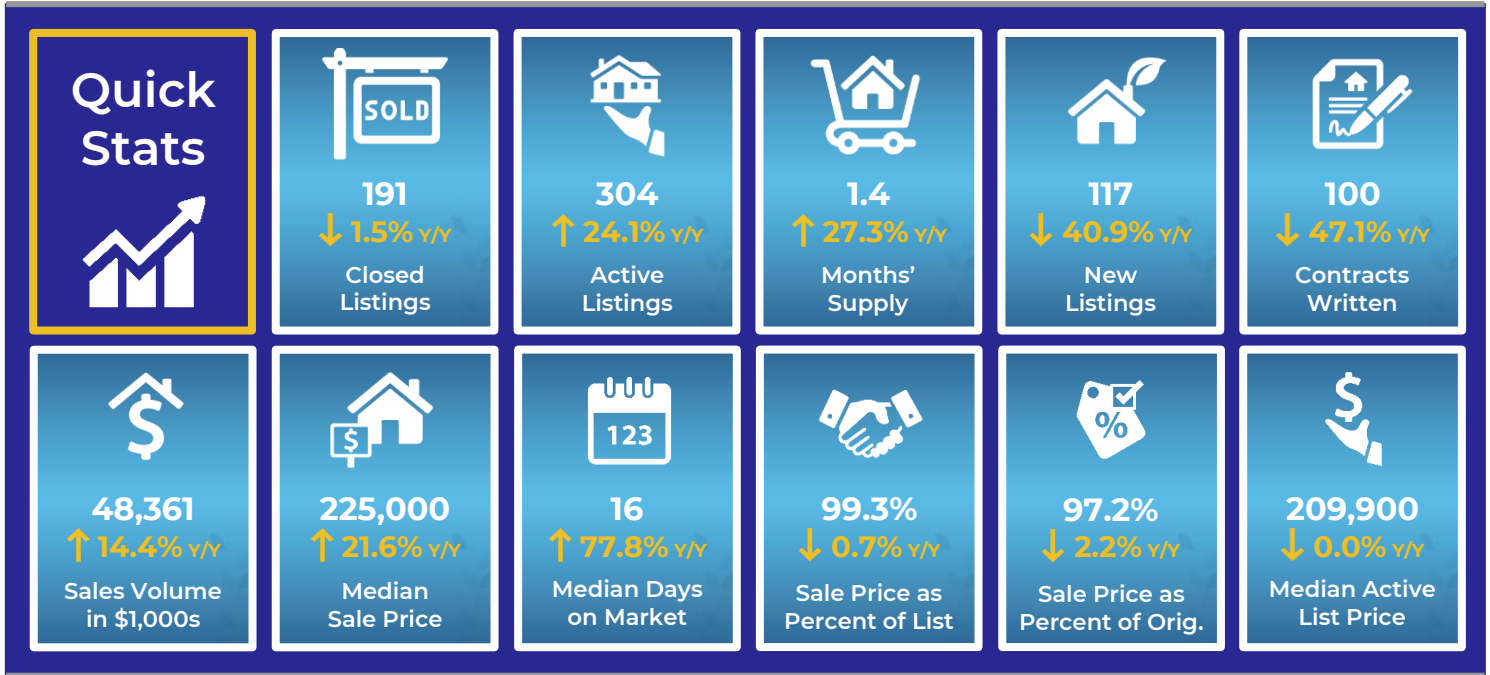 Quick
Stats
SOLD
191
↓ 1.5% Y/Y
Closed
Listings
304
↑ 24.1% Y/Y
Active
Listings
1.4
↑ 27.3% Y/Y
Months’
Supply
117
↓ 40.9% Y/Y
New
Listings
100
↓ 47.1% Y/Y
Contracts
Written
$
48,361
↑ 14.4% Y/Y
Sales Volume
in $1,000s
$
225,000
↑ 21.6% Y/Y
Median
Sale Price
123
16
↑ 77.8% Y/Y
Median Days
on Market
99.3%
↓ 0.7% Y/Y
Sale Price as
Percent of List
%
97.2%
↓ 2.2% Y/Y
Sale Price as
Percent of Orig.
$
209,900
↓ 0.0% Y/Y
Median Active
List Price